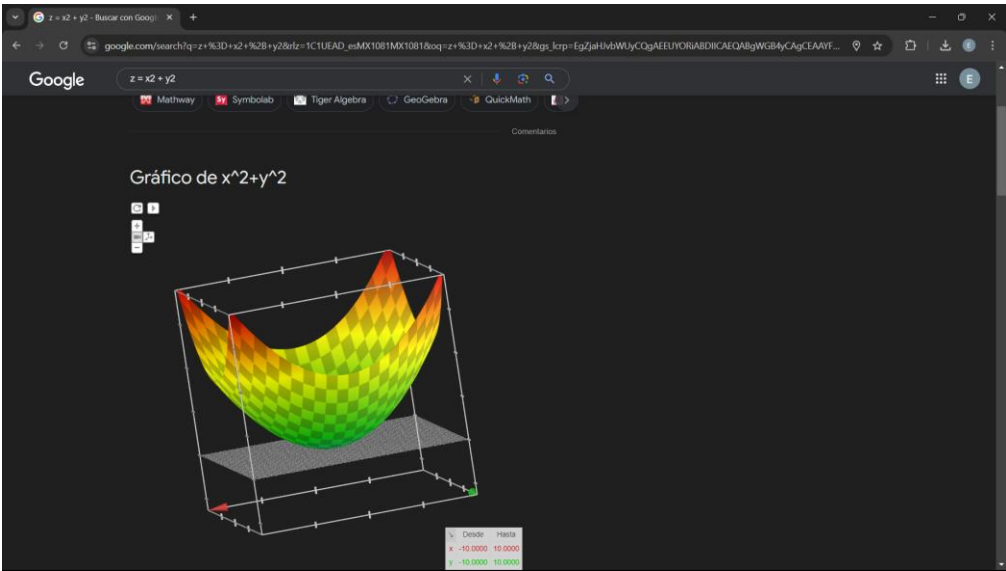 z = x2 + y2 - Buscar con Googl
google.com/search?q=z+%3D+x2+%2B+y2&rlz=1C1UEAD_esMX1081MX1081&oq=z+%3D+x2+%2B+y2&gs_lcrp=EgZjaHJvbWUyCQgAEEUYORiABDIICAEQABgWGB4yCAgCEAAYF...
Google
z = x2 + y2
E
Mathway
Sy Symbolab
Tiger Algebra
GeoGebra
QuickMath
Comentarios
Gráfico de x^2+y^2
Desde Hasta
x -10.0000 10.0000
y -10.0000 10.0000